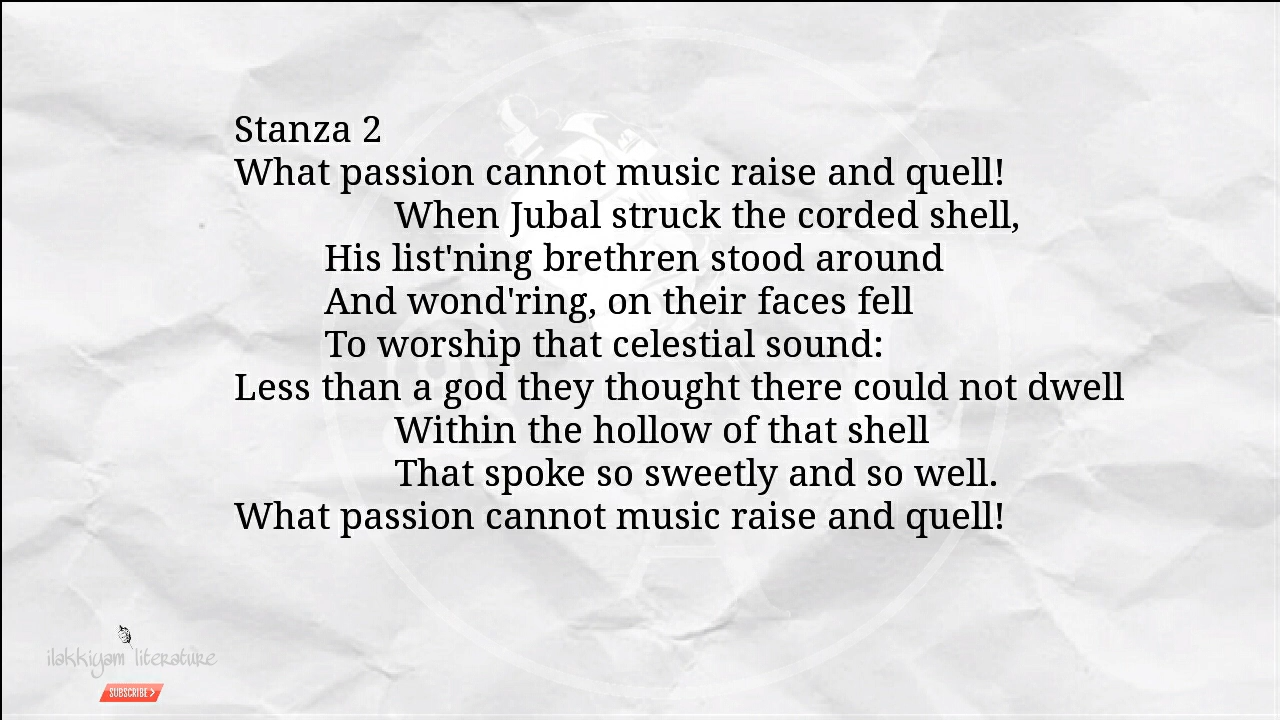 Stanza 2
What passion cannot music raise and quell!
When Jubal struck the corded shell,
His list'ning brethren stood around
And wond'ring, on their faces fell
To worship that celestial sound:
Less than a god they thought there could not dwell
Within the hollow of that shell
That spoke so sweetly and so well.
What passion cannot music raise and quell!
ilakkiyam literature
SUBSCRIBE >